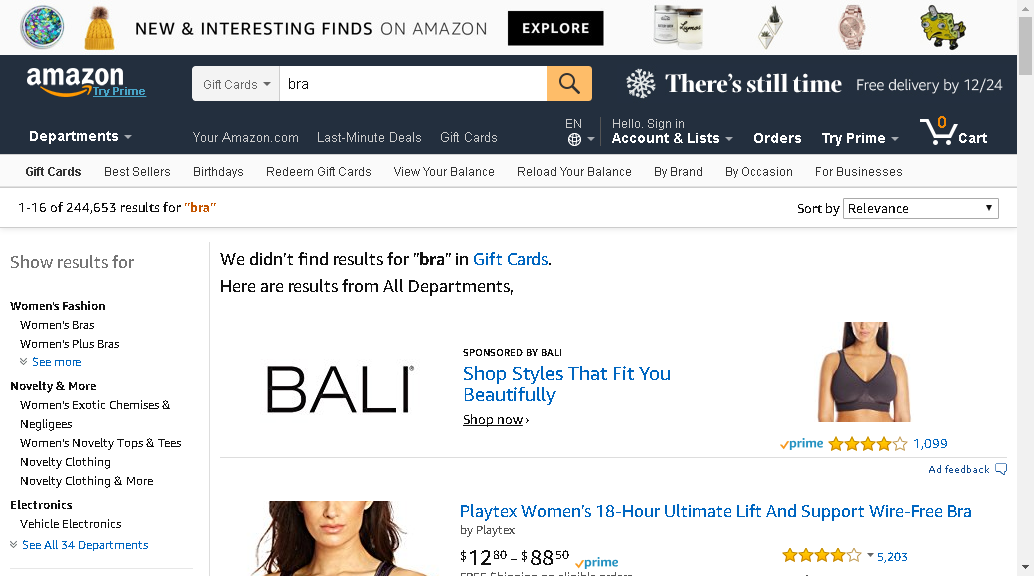 NEW & INTERESTING FINDS ON AMAZON EXPLORE
amazon
Try Prime
Gift Cards bra
There's still time Free delivery by 12/24
Departments
Your Amazon.com Last-Minute Deals Gift Cards
EN
Hello. Sign in
Account & Lists Orders Try Prime 0 Cart
Gift Cards Best Sellers Birthdays Redeem Gift Cards View Your Balance Reload Your Balance By Brand By Occasion For Businesses
1-16 of 244,653 results for "bra"
Sort by Relevance
Show results for
Women's Fashion
Women's Bras
Women's Plus Bras
See more
Novelty & More
Women's Exotic Chemises &
Negligees
Women's Novelty Tops & Tees
Novelty Clothing
Novelty Clothing & More
Electronics
Vehicle Electronics
See All 34 Departments
We didn't find results for "bra" in Gift Cards.
Here are results from All Departments,
BALI®
SPONSORED BY BALI
Shop Styles That Fit You
Beautifully
Shop now ›
prime 1,099
Ad feedback
Playtex Women's 18-Hour Ultimate Lift And Support Wire-Free Bra
by Playtex
$1280 - $8850 prime
5,203
FREE Shipping on eligible orders